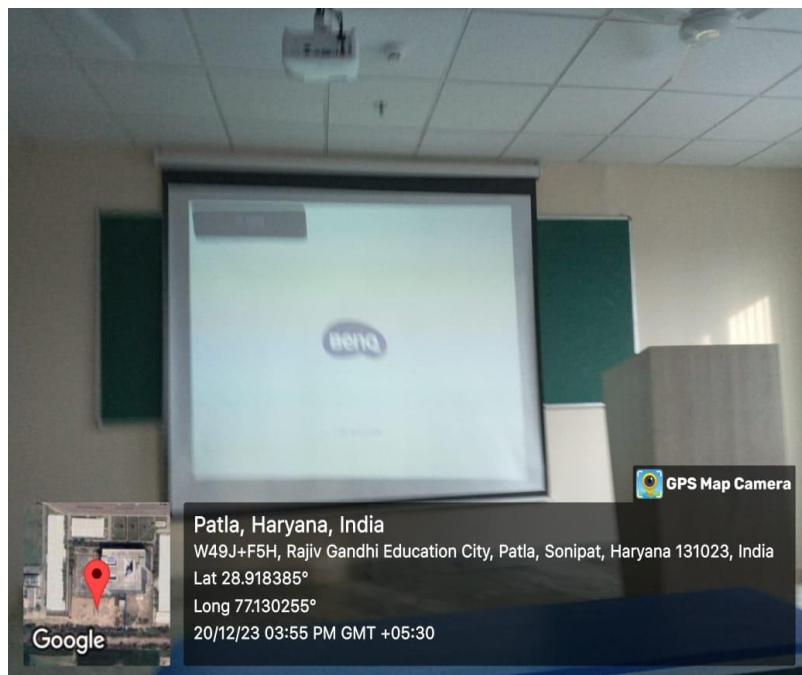 BenQ
GPS Map Camera
Patla, Haryana, India
W49J+F5H, Rajiv Gandhi Education City, Patla, Sonipat, Haryana 131023, India
Lat 28.918385°
Long 77.130255°
20/12/23 03:55 PM GMT +05:30
Google